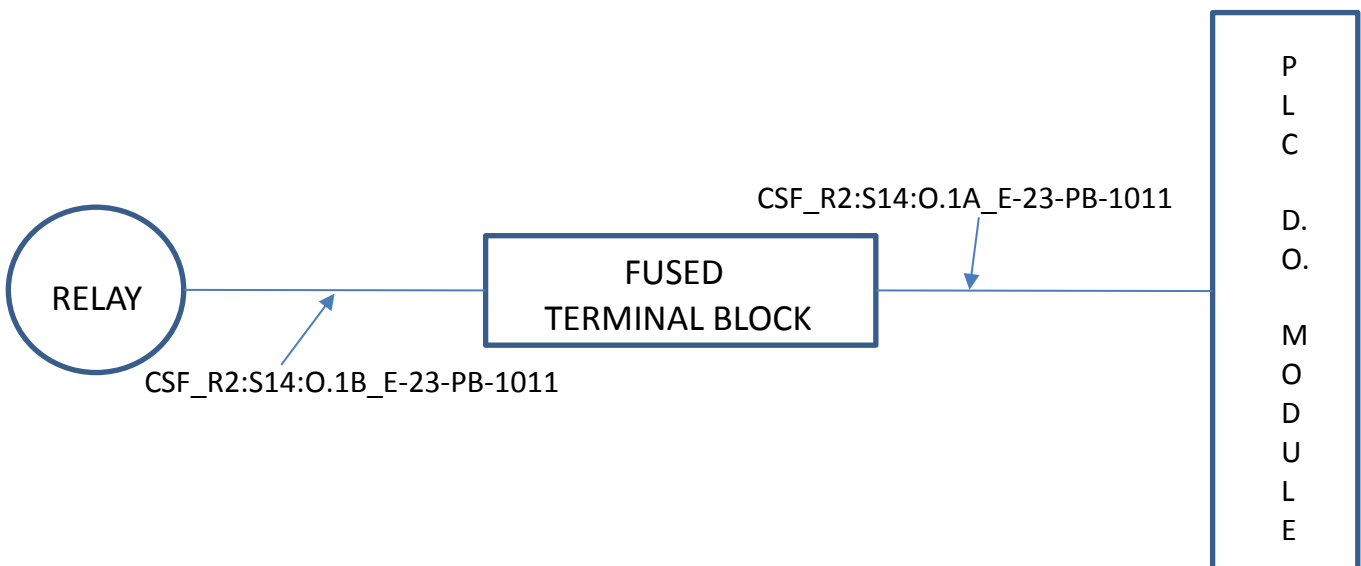 CSF_R2:S14:O.1A_E-23-PB-1011
RELAY
FUSED
TERMINAL BLOCK
CSF_R2:S14:O.1B_E-23-PB-1011
P
L
C
D.
O.
M
O
D
U
L
E